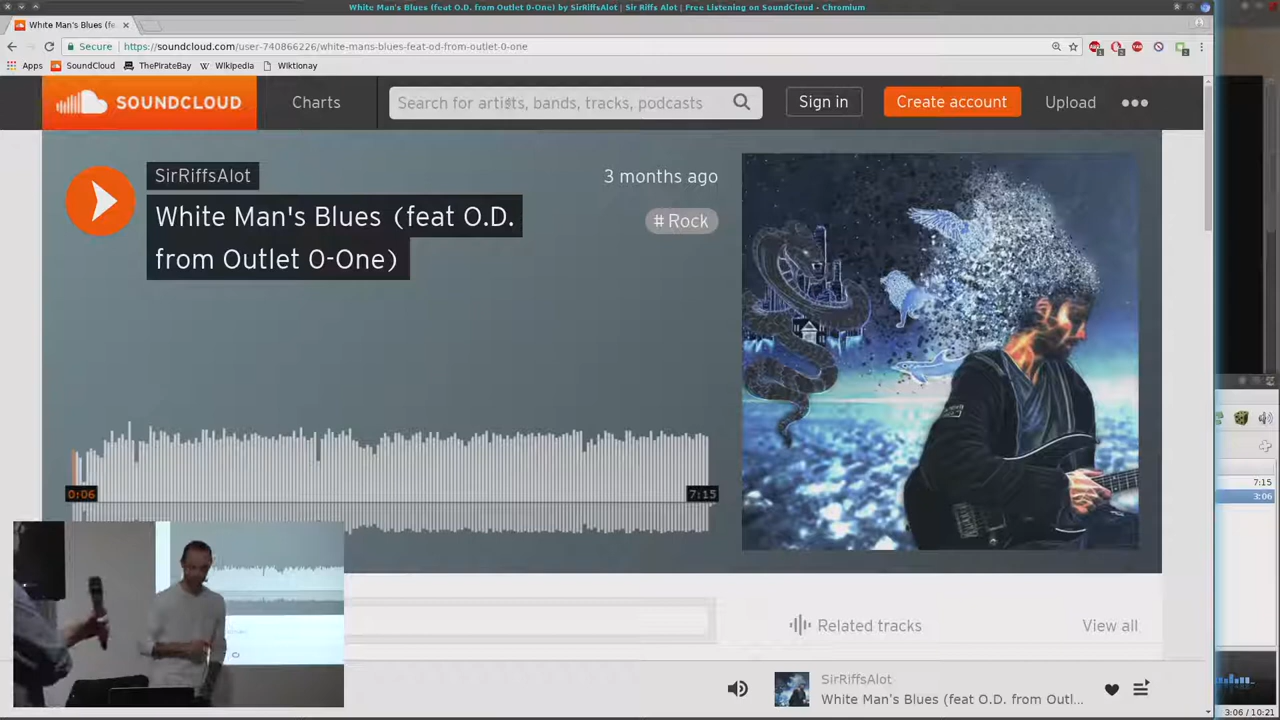 White Man's Blues (feat O.D. from Outlet 0-One) by SirRiffsAlot | Sir Riffs Alot | Free Listening on SoundCloud - Chromium
White Man's Blues (fe
Secure https://soundcloud.com/user-740866226/white-mans-blues-feat-od-from-outlet-0-one
Apps SoundCloud ThePirateBay Wikipedia Wiktionay
SOUNDCLOUD Charts Search for artists, bands, tracks, podcasts Sign in Create account Upload
SirRiffsAlot 3 months ago
White Man's Blues (feat O.D. # Rock
from Outlet 0-One)
7:15
3:06
0:06 7:15
Related tracks View all
SirRiffsAlot
White Man's Blues (feat O.D. from Outl...
3:06 / 10:21